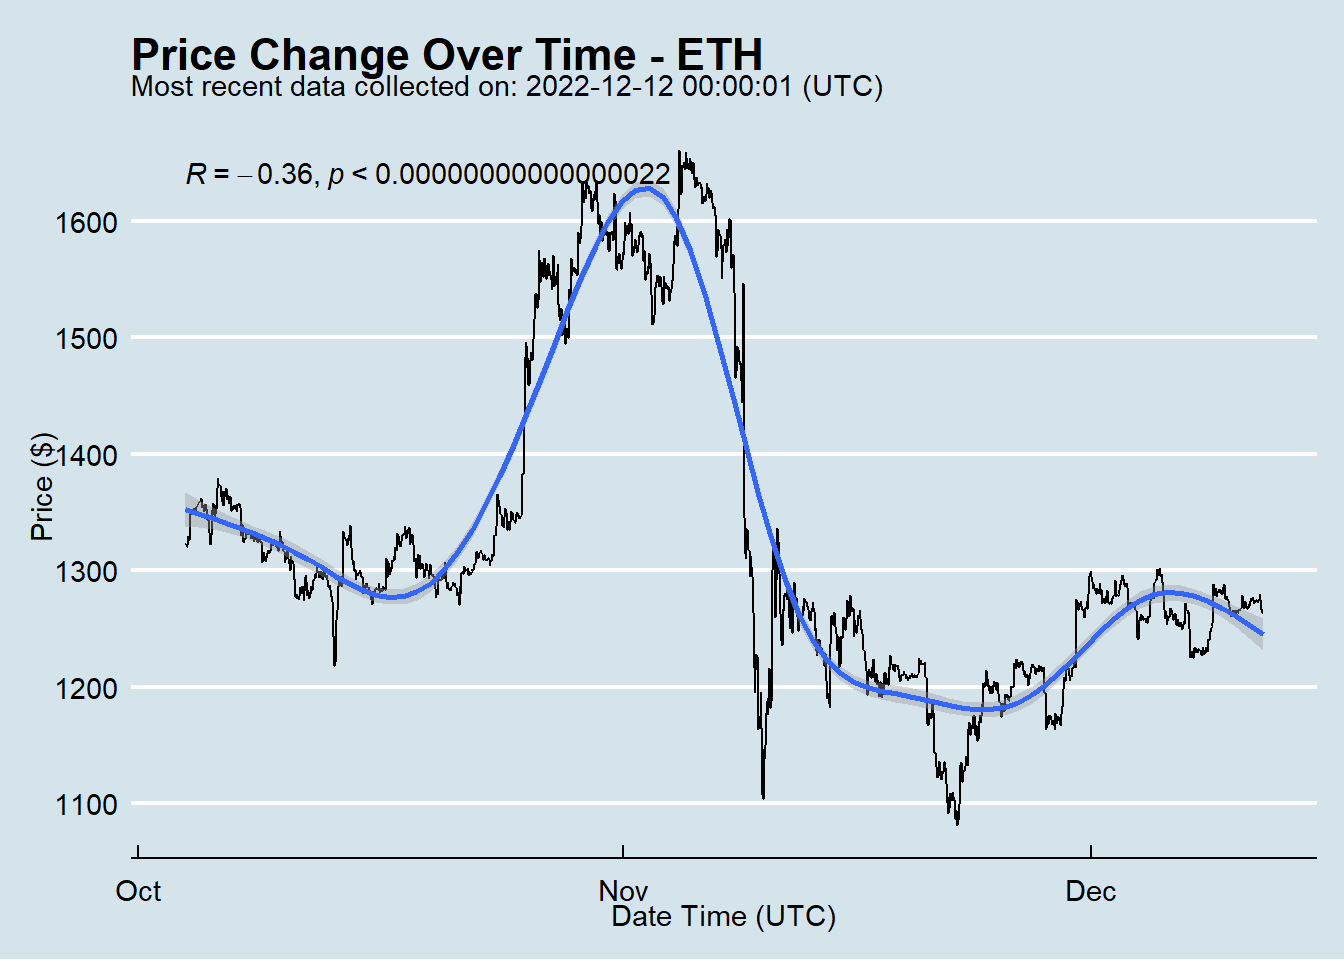 Price Change Over Time - ETH
Most recent data collected on: 2022-12-12 00:00:01 (UTC)
R = −0.36, p < 0.00000000000000022
1600
1500
1400
1300
1200
1100
Price ($)
Oct
Nov
Dec
Date Time (UTC)